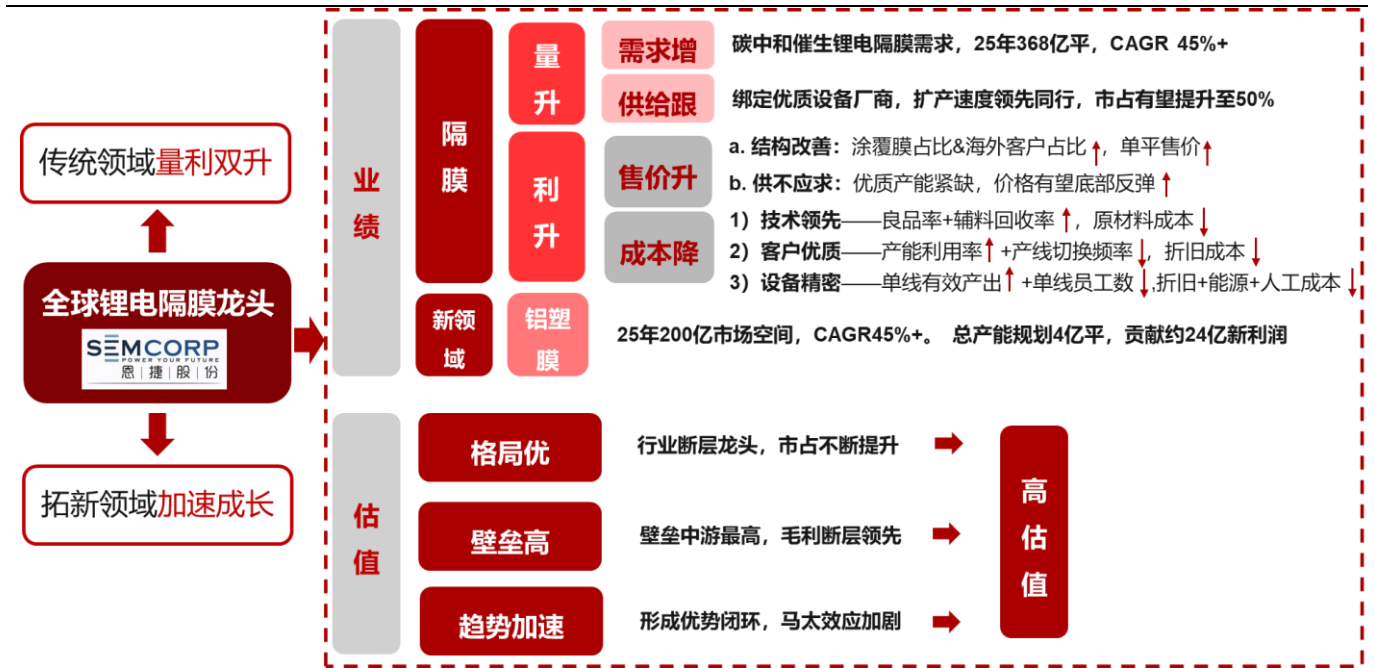 传统领域量利双升
全球锂电隔膜龙头
SEMCORP
POWER YOUR FUTURE
恩|捷|股|份
拓新领域加速成长
业绩
隔膜
量升
需求增
碳中和催生锂电隔膜需求，25年368亿平，CAGR 45%+
供给跟
绑定优质设备厂商，扩产速度领先同行，市占有望提升至50%
利升
售价升
a. 结构改善：涂覆膜占比&海外客户占比↑，单平售价↑
b. 供不应求：优质产能紧缺，价格有望底部反弹↑
成本降
1）技术领先——良品率+辅料回收率↑，原材料成本↓
2）客户优质——产能利用率↑+产线切换频率↓，折旧成本↓
3）设备精密——单线有效产出↑+单线员工数↓,折旧+能源+人工成本↓
新领域
铝塑膜
25年200亿市场空间，CAGR45%+。 总产能规划4亿平，贡献约24亿新利润
估值
格局优
行业断层龙头，市占不断提升
壁垒高
壁垒中游最高，毛利断层领先
趋势加速
形成优势闭环，马太效应加剧
高估值